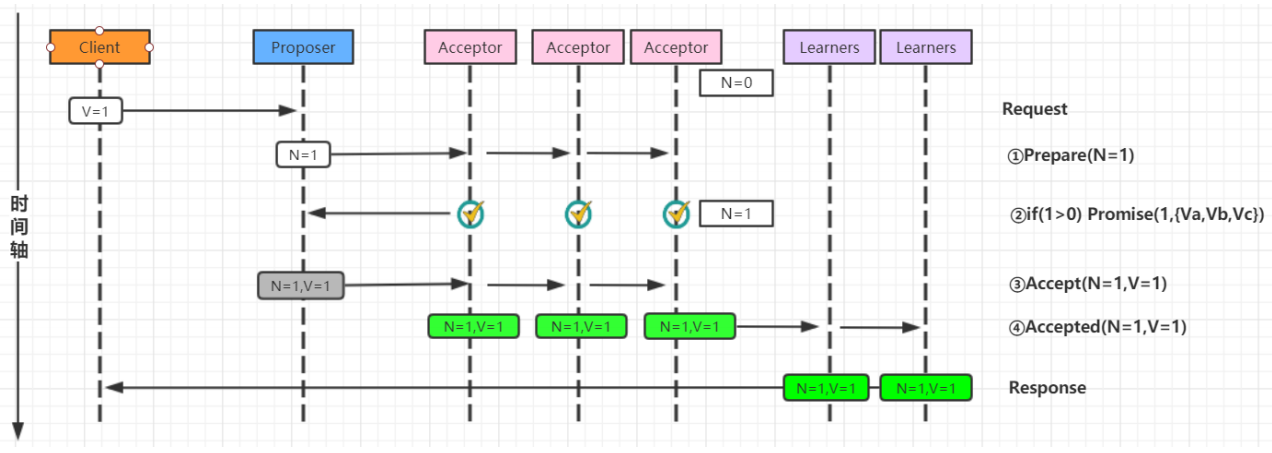 Client
Proposer
Acceptor
Acceptor
Acceptor
Learners
Learners
N=0
V=1
Request
N=1
①Prepare(N=1)
时间轴
N=1
②if(1>0) Promise(1,{Va,Vb,Vc})
N=1,V=1
③Accept(N=1,V=1)
N=1,V=1
N=1,V=1
N=1,V=1
④Accepted(N=1,V=1)
N=1,V=1
N=1,V=1
Response